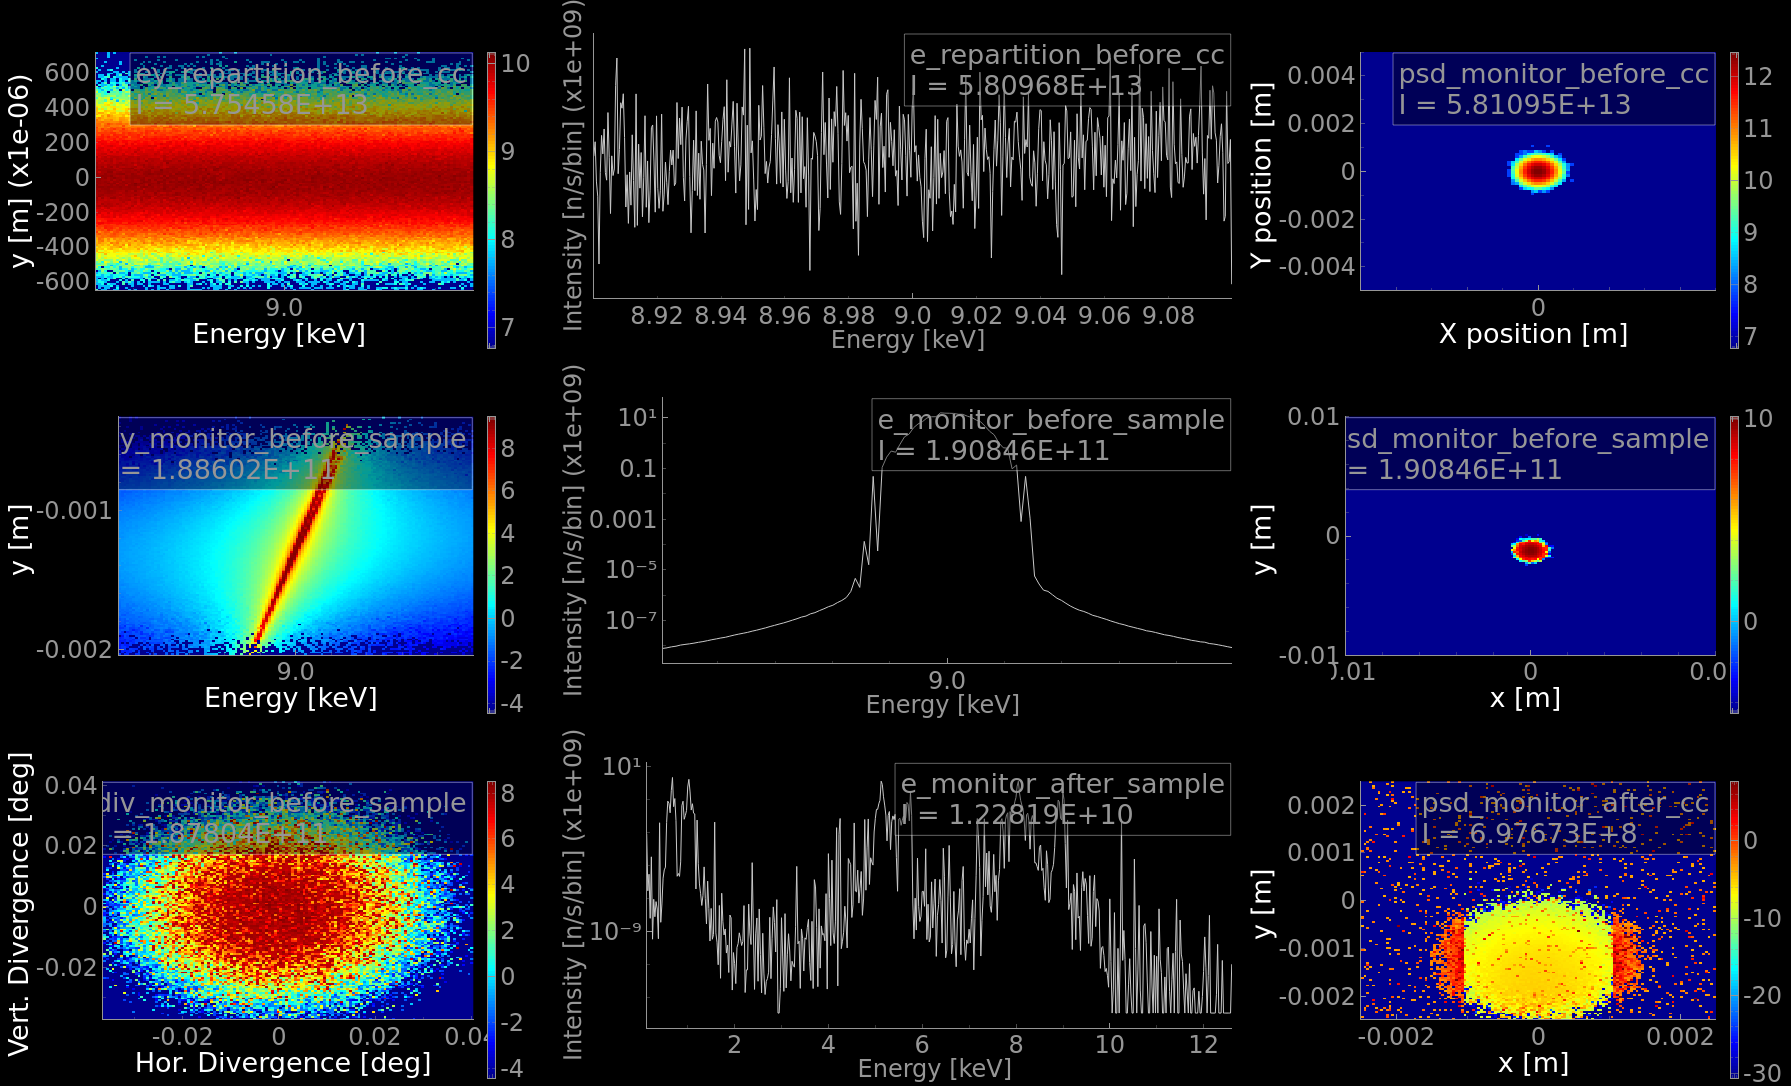 ey_repartition_before_cc
I = 5.75458E+13
y [m] (x1e-06)
600
400
200
0
-200
-400
-600
9.0
Energy [keV]
10
9
8
7
e_repartition_before_cc
I = 5.80968E+13
Intensity [n/s/bin] (x1e+09)
8.92 8.94 8.96 8.98 9.0 9.02 9.04 9.06 9.08
Energy [keV]
psd_monitor_before_cc
I = 5.81095E+13
Y position [m]
0.004
0.002
0
-0.002
-0.004
0
X position [m]
12
11
10
9
8
7
y_monitor_before_sample
= 1.88602E+11
y [m]
-0.001
-0.002
9.0
Energy [keV]
8
6
4
2
0
-2
-4
e_monitor_before_sample
I = 1.90846E+11
Intensity [n/s/bin] (x1e+09)
10¹
0.1
0.001
10⁻⁵
10⁻⁷
9.0
Energy [keV]
sd_monitor_before_sample
= 1.90846E+11
y [m]
0.01
0
-0.01
0.01 0 0.0
x [m]
10
0
div_monitor_before_sample
= 1.87804E+11
Vert. Divergence [deg]
0.04
0.02
0
-0.02
-0.02 0 0.02 0.04
Hor. Divergence [deg]
8
6
4
2
0
-2
-4
e_monitor_after_sample
I = 1.22819E+10
Intensity [n/s/bin] (x1e+09)
10¹
10⁻⁹
2 4 6 8 10 12
Energy [keV]
psd_monitor_after_cc
I = 6.97673E+8
y [m]
0.002
0.001
0
-0.001
-0.002
-0.002 0 0.002
x [m]
0
-10
-20
-30